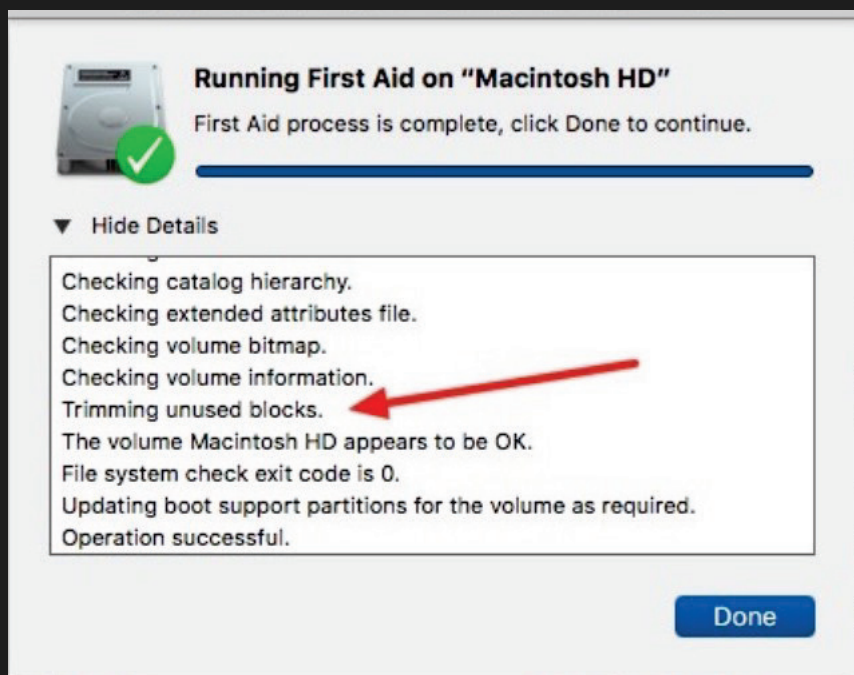 Running First Aid on “Macintosh HD”
First Aid process is complete, click Done to continue.
Hide Details
Checking catalog hierarchy.
Checking extended attributes file.
Checking volume bitmap.
Checking volume information.
Trimming unused blocks.
The volume Macintosh HD appears to be OK.
File system check exit code is 0.
Updating boot support partitions for the volume as required.
Operation successful.
Done